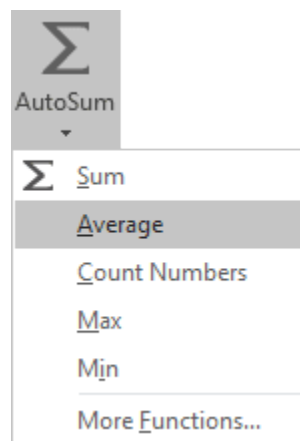 AutoSum
Sum
Average
Count Numbers
Max
Min
More Functions...